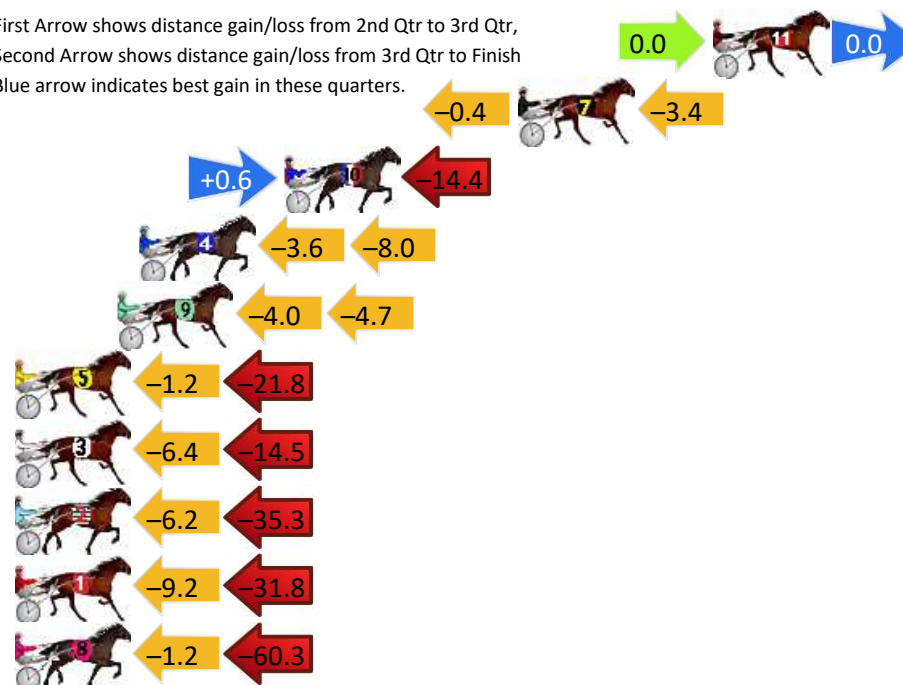 First Arrow shows distance gain/loss from 2nd Qtr to 3rd Qtr,
Second Arrow shows distance gain/loss from 3rd Qtr to Finish
Blue arrow indicates best gain in these quarters.
0.0 11 0.0
–0.4 7 –3.4
+0.6 10 –14.4
4 –3.6 –8.0
9 –4.0 –4.7
5 –1.2 –21.8
3 –6.4 –14.5
–6.2 –35.3
1 –9.2 –31.8
8 –1.2 –60.3